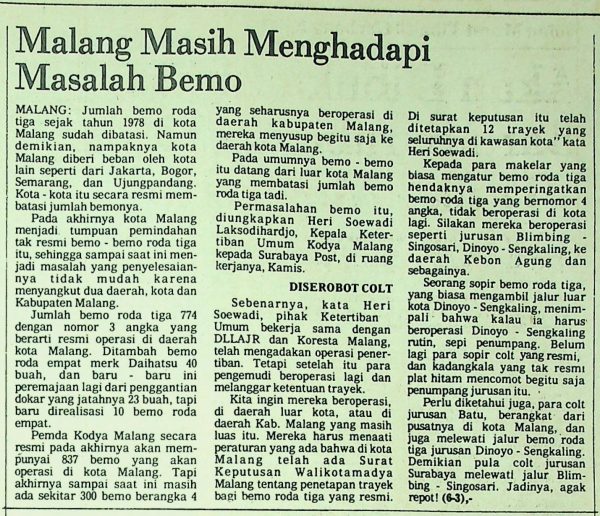 Malang Masih Menghadapi
Masalah Bemo
MALANG: Jumlah bemo roda
tiga sejak tahun 1978 di kota
Malang sudah dibatasi. Namun
demikian, nampaknya kota
Malang diberi beban oleh kota
lain seperti dari Jakarta, Bogor,
Semarang, dan Ujungpandang.
Kota - kota itu secara resmi mem-
batasi jumlah bemonya.
Pada akhirnya kota Malang
menjadi tumpuan pemindahan
tak resmi bemo - bemo roda tiga
itu, sehingga sampai saat ini men-
jadi masalah yang penyelesaian-
nya tidak mudah karena
menyangkut dua daerah, kota dan
Kabupaten Malang.
Jumlah bemo roda tiga 774
dengan nomor 3 angka yang
berarti resmi operasi di daerah
kota Malang. Ditambah bemo
roda empat merk Daihatsu 40
buah, dan baru - baru ini
peremajaan lagi dari penggantian
dokar yang jatahnya 23 buah, tapi
baru direalisasi 10 bemo roda
empat.
Pemda Kodya Malang secara
resmi pada akhirnya akan mem-
punyai 837 bemo yang akan
operasi di kota Malang. Tapi
akhirnya sampai saat ini masih
ada sekitar 300 bemo berangka 4
yang seharusnya beroperasi di
daerah kabupaten Malang,
mereka menyusup begitu saja ke
daerah kota Malang.
Pada umumnya bemo - bemo
itu datang dari luar kota Malang
yang membatasi jumlah bemo
roda tiga tadi.
Permasalahan bemo itu,
diungkapkan Heri Soewadi
Laksodihardjo, Kepala Keter-
tiban Umum Kodya Malang
kepada Surabaya Post, di ruang
kerjanya, Kamis.
DISEROBOT COLT
Sebenarnya, kata Heri
Soewadi, pihak Ketertiban
Umum bekerja sama dengan
DLLAJR dan Koresta Malang,
telah mengadakan operasi pener-
tiban. Tetapi setelah itu para
pengemudi beroperasi lagi dan
melanggar ketentuan trayek.
Kita ingin mereka beroperasi,
di daerah luar kota, atau di
daerah Kab. Malang yang masih
luas itu. Mereka harus menaati
peraturan yang ada bahwa di kota
Malang telah ada Surat
Keputusan Walikotamadya
Malang tentang penetapan trayek
bagi bemo roda tiga yang resmi.
Di surat keputusan itu telah
ditetapkan 12 trayek yang
seluruhnya di kawasan kota" kata
Heri Soewadi.
Kepada para makelar yang
biasa mengatur bemo roda tiga
hendaknya memperingatkan
bemo roda tiga yang bernomor 4
angka, tidak beroperasi di kota
lagi. Silakan mereka beroperasi
seperti jurusan Blimbing -
Singosari, Dinoyo - Sengkaling, ke
daerah Kebon Agung dan
sebagainya.
Seorang sopir bemo roda tiga,
yang biasa mengambil jalur luar
kota Dinoyo - Sengkaling, menim-
pali bahwa kalau ia harus
beroperasi Dinoyo - Sengkaling
rutin, sepi penumpang. Belum
lagi para sopir colt yang resmi,
dan kadangkala yang tak resmi
plat hitam mencomot begitu saja
penumpang jurusan itu.
Perlu diketahui juga, para colt
jurusan Batu, berangkat dari
pusatnya di kota Malang, dan
juga melewati jalur bemo roda
tiga jurusan Dinoyo - Sengkaling.
Demikian pula colt jurusan
Surabaya melewati jalur Blim-
bing - Singosari. Jadinya, agak
repot! (6-3),-